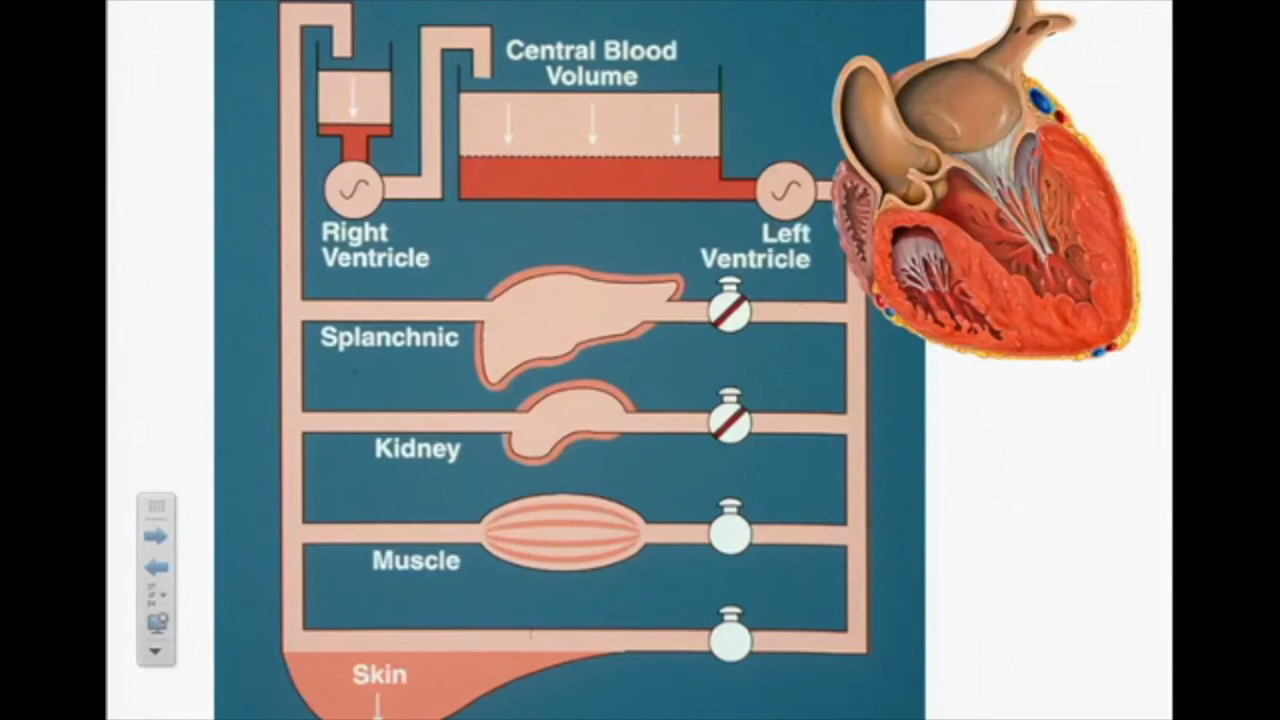 Central Blood
Volume
Right
Ventricle
Left
Ventricle
Splanchnic
Kidney
Muscle
Skin